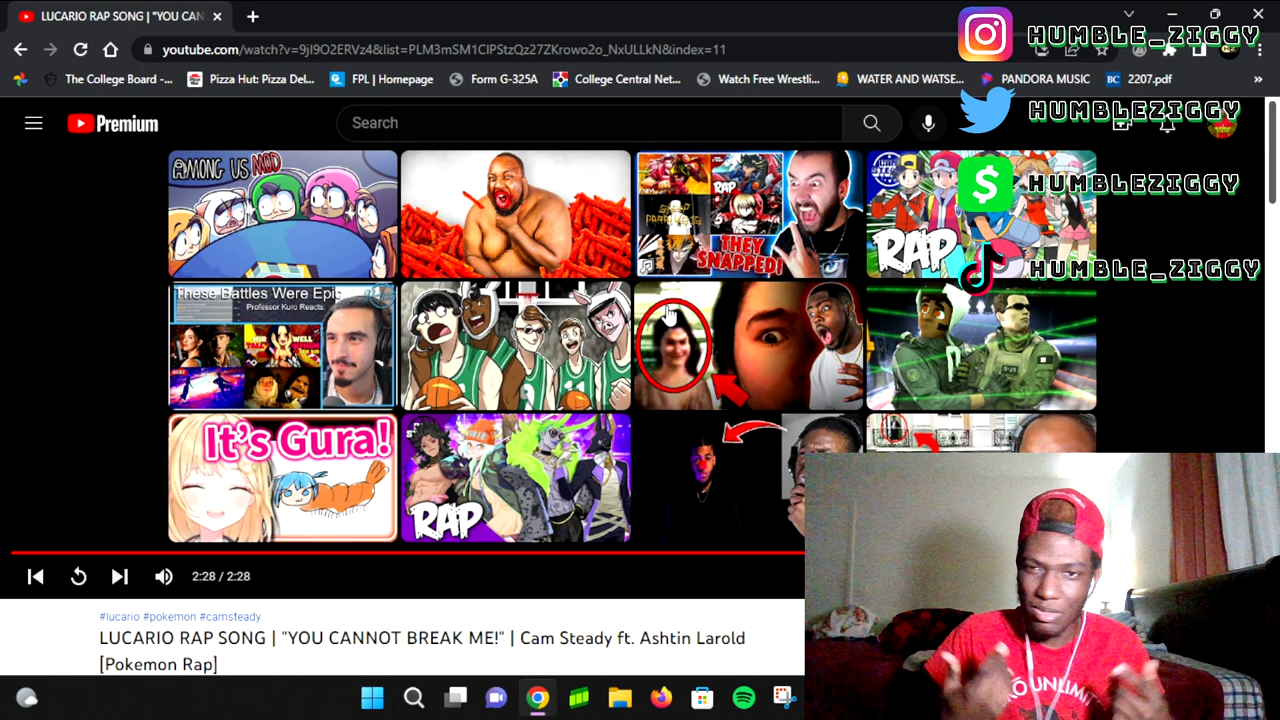 LUCARIO RAP SONG | "YOU CAN
HUMBLE_ZIGGY
youtube.com/watch?v=9jI9O2ERVz4&list=PLM3mSM1CIPStzQz27ZKrowo2o_NxULLkN&index=11
The College Board -...
Pizza Hut: Pizza Del...
FPL | Homepage
Form G-325A
College Central Net...
Watch Free Wrestli...
WATER AND WATSE...
PANDORA MUSIC
BC 2207.pdf
HUMBLEZIGGY
Premium
Search
AMONG US MOD
RAP
THEY
SNAPPED!
RAP
HUMBLEZIGGY
HUMBLE_ZIGGY
These Battles Were Epic
Professor Kuro Reacts:
It's Gura!
RAP
2:28 / 2:28
#lucario #pokemon #camsteady
LUCARIO RAP SONG | "YOU CANNOT BREAK ME!" | Cam Steady ft. Ashtin Larold
[Pokemon Rap]
UNLIMIT